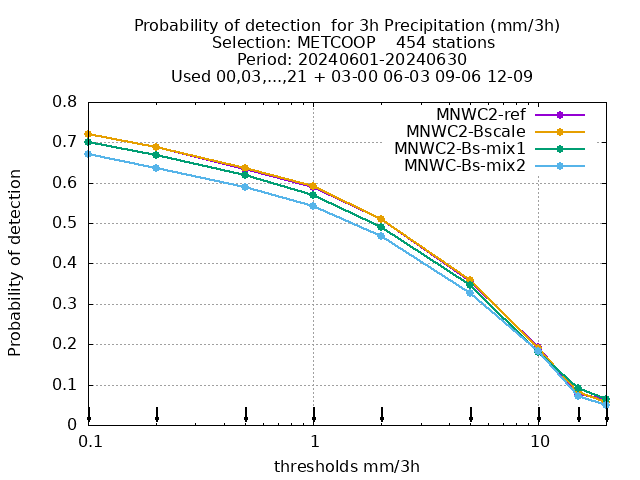 Probability of detection  for 3h Precipitation (mm/3h)
Selection: METCOOP    454 stations
Period: 20240601-20240630
Used 00,03,...,21 + 03-00 06-03 09-06 12-09
MNWC2-ref
MNWC2-Bscale
MNWC2-Bs-mix1
MNWC-Bs-mix2
Probability of detection
0.8
0.7
0.6
0.5
0.4
0.3
0.2
0.1
0
0.1 1 10
thresholds mm/3h